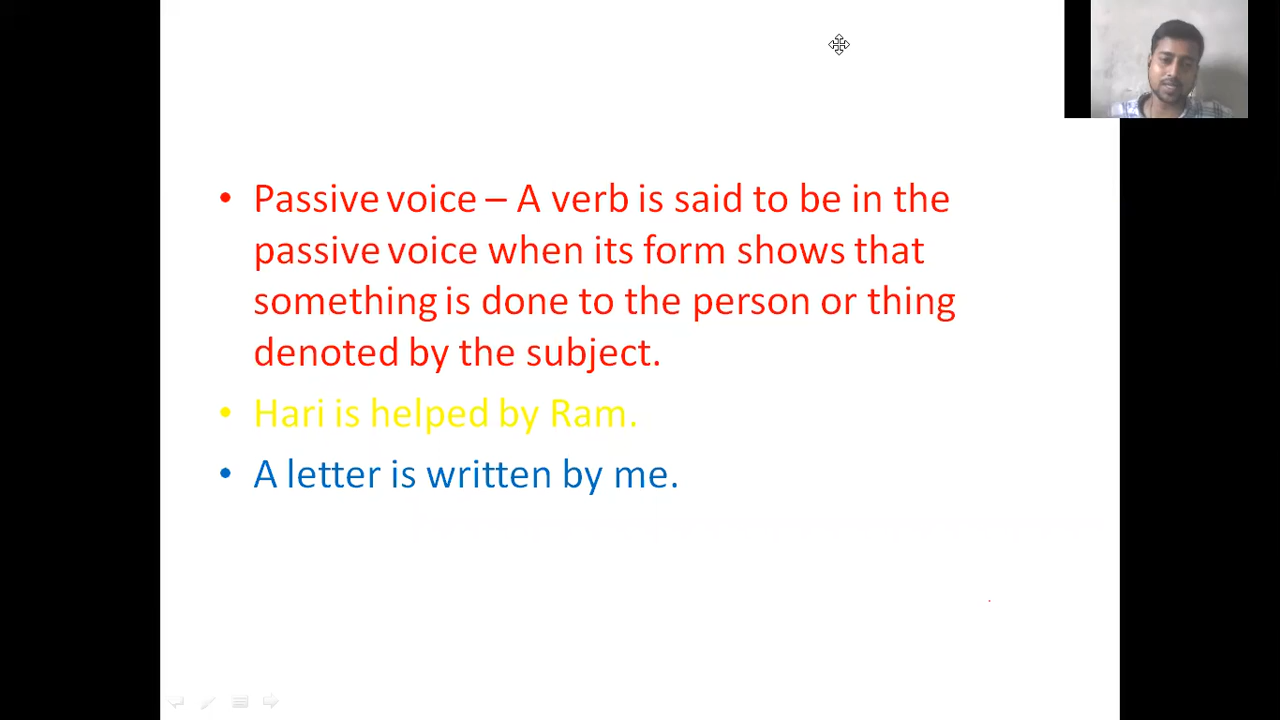 • Passive voice – A verb is said to be in the
passive voice when its form shows that
something is done to the person or thing
denoted by the subject.
• Hari is helped by Ram.
• A letter is written by me.